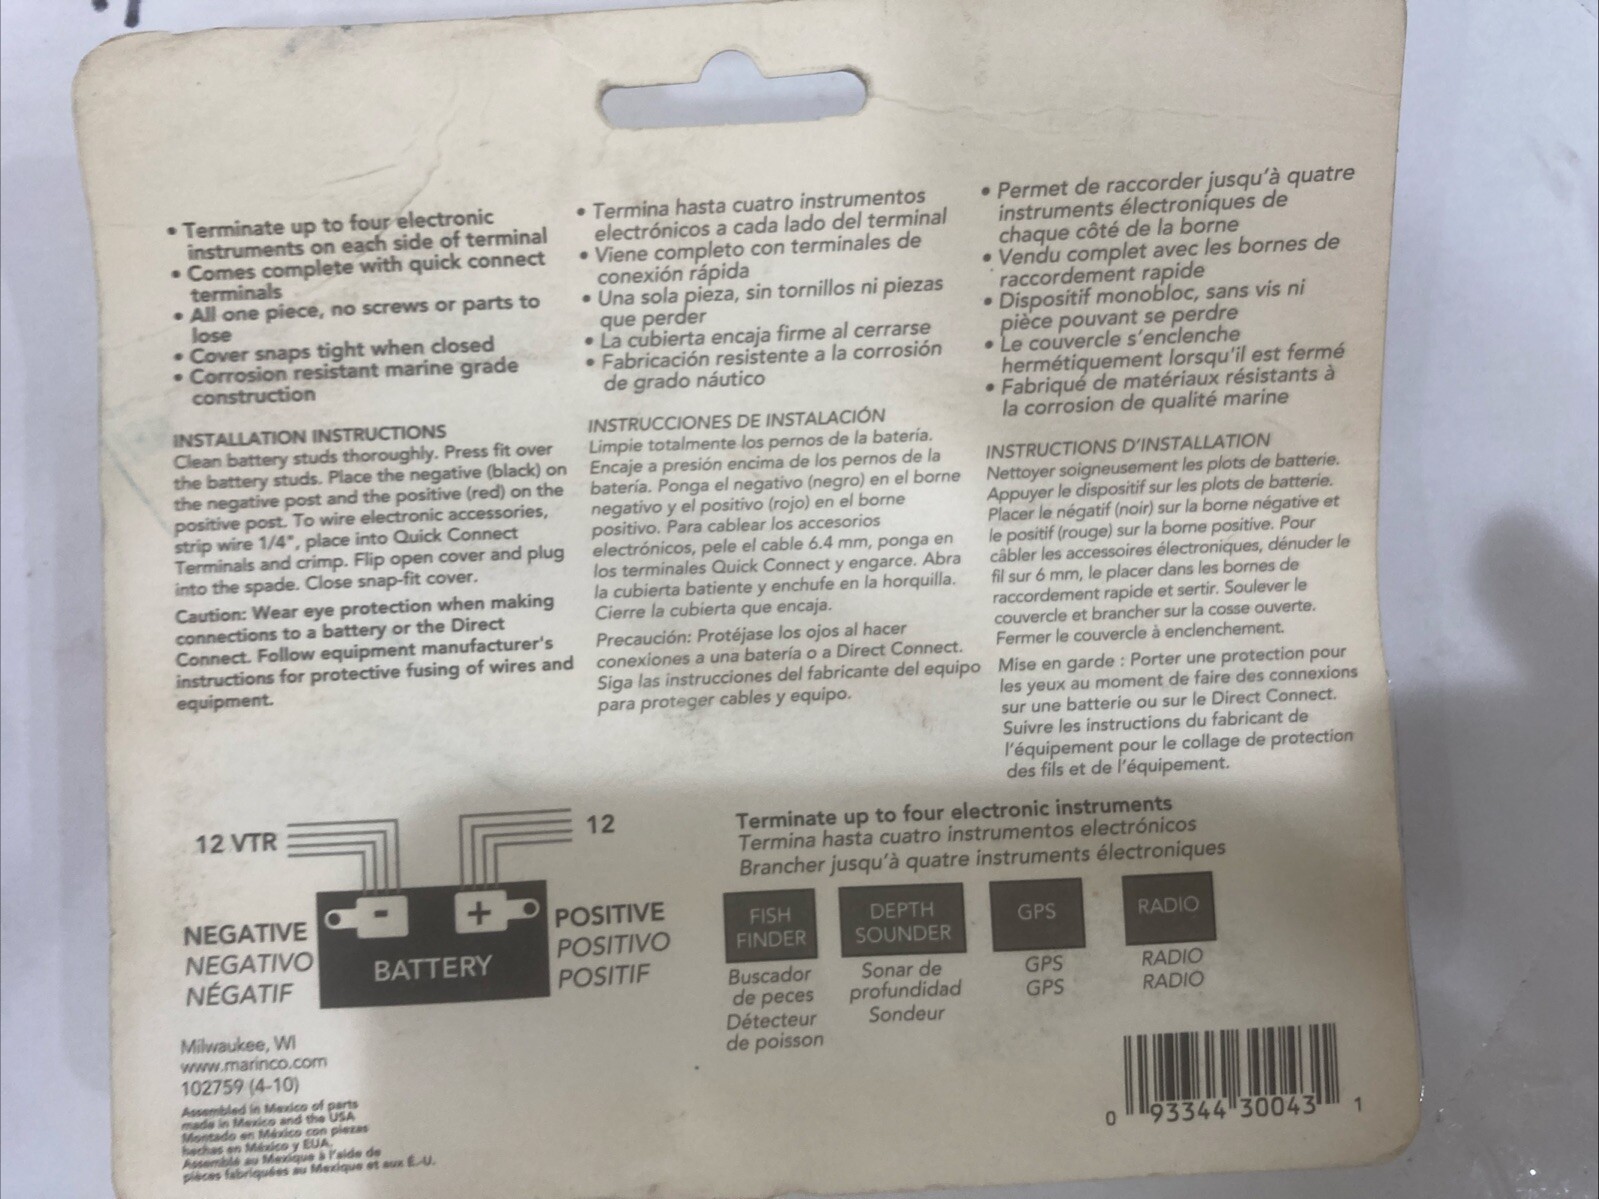 • Terminate up to four electronic
instruments on each side of terminal
• Comes complete with quick connect
terminals
• All one piece, no screws or parts to
lose
• Cover snaps tight when closed
• Corrosion resistant marine grade
construction
INSTALLATION INSTRUCTIONS
Clean battery studs thoroughly. Press fit over
the battery studs. Place the negative (black) on
the negative post and the positive (red) on the
positive post. To wire electronic accessories,
strip wire 1/4", place into Quick Connect
Terminals and crimp. Flip open cover and plug
into the spade. Close snap-fit cover.
Caution: Wear eye protection when making
connections to a battery or the Direct
Connect. Follow equipment manufacturer's
instructions for protective fusing of wires and
equipment.
• Termina hasta cuatro instrumentos
electrónicos a cada lado del terminal
• Viene completo con terminales de
conexión rápida
• Una sola pieza, sin tornillos ni piezas
que perder
• La cubierta encaja firme al cerrarse
• Fabricación resistente a la corrosión
de grado náutico
INSTRUCCIONES DE INSTALACIÓN
Limpie totalmente los pernos de la batería.
Encaje a presión encima de los pernos de la
batería. Ponga el negativo (negro) en el borne
negativo y el positivo (rojo) en el borne
positivo. Para cablear los accesorios
electrónicos, pele el cable 6.4 mm, ponga en
los terminales Quick Connect y engarce. Abra
la cubierta batiente y enchufe en la horquilla.
Cierre la cubierta que encaja.
Precaución: Protéjase los ojos al hacer
conexiones a una batería o a Direct Connect.
Siga las instrucciones del fabricante del equipo
para proteger cables y equipo.
• Permet de raccorder jusqu'à quatre
instruments électroniques de
chaque côté de la borne
• Vendu complet avec les bornes de
raccordement rapide
• Dispositif monobloc, sans vis ni
pièce pouvant se perdre
• Le couvercle s'enclenche
hermétiquement lorsqu'il est fermé
• Fabriqué de matériaux résistants à
la corrosion de qualité marine
INSTRUCTIONS D'INSTALLATION
Nettoyer soigneusement les plots de batterie.
Appuyer le dispositif sur les plots de batterie.
Placer le négatif (noir) sur la borne négative et
le positif (rouge) sur la borne positive. Pour
câbler les accessoires électroniques, dénuder le
fil sur 6 mm, le placer dans les bornes de
raccordement rapide et sertir. Soulever le
couvercle et brancher sur la cosse ouverte.
Fermer le couvercle à enclenchement.
Mise en garde : Porter une protection pour
les yeux au moment de faire des connexions
sur une batterie ou sur le Direct Connect.
Suivre les instructions du fabricant de
l'équipement pour le collage de protection
des fils et de l'équipement.
12 VTR
12
NEGATIVE
NEGATIVO
NÉGATIF
-
+
BATTERY
POSITIVE
POSITIVO
POSITIF
Terminate up to four electronic instruments
Termina hasta cuatro instrumentos electrónicos
Brancher jusqu'à quatre instruments électroniques
FISH
FINDER
Buscador
de peces
Détecteur
de poisson
DEPTH
SOUNDER
Sonar de
profundidad
Sondeur
GPS
GPS
GPS
RADIO
RADIO
RADIO
Milwaukee, WI
www.marinco.com
102759 (4-10)
Assembled in Mexico of parts
made in Mexico and the USA
Montado en México con piezas
hechas en México y EUA.
Assemblé au Mexique à l'aide de
pièces fabriquées au Mexique et aux É.-U.
0 93344 30043 1